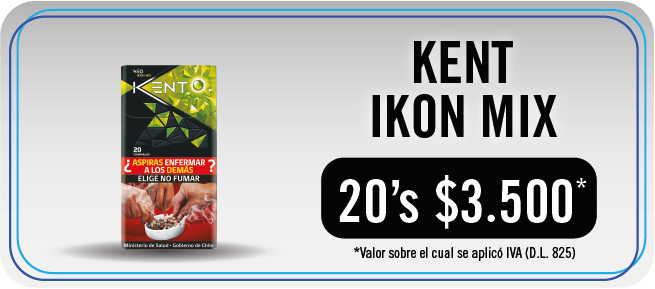 KENT
IKON MIX
20's $3.500*
*Valor sobre el cual se aplicó IVA (D.L. 825)
KENT
20
¿ ASPIRAS ENFERMAR
A LOS DEMÁS ?
ELIGE NO FUMAR
Ministerio de Salud - Gobierno de Chile